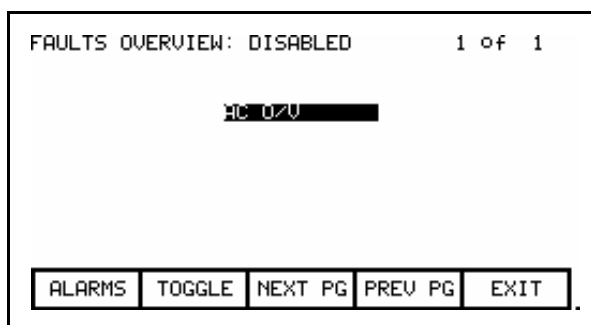 FAULTS OVERVIEW: DISABLED 1 of 1
AC O/V
ALARMS TOGGLE NEXT PG PREV PG EXIT